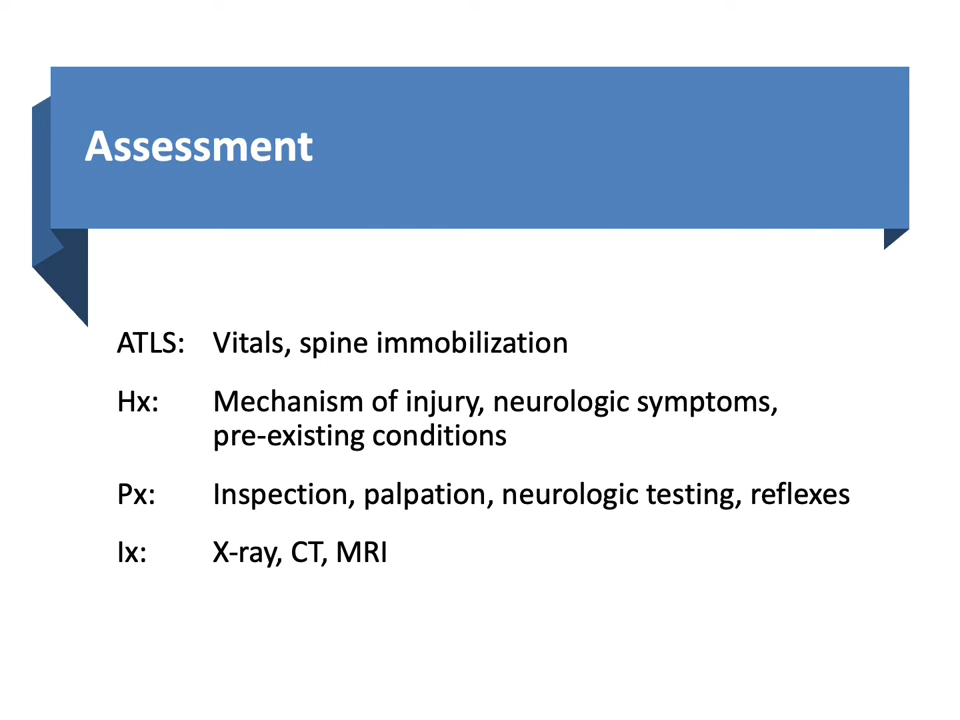 Assessment
ATLS: Vitals, spine immobilization
Hx: Mechanism of injury, neurologic symptoms,
pre-existing conditions
Px: Inspection, palpation, neurologic testing, reflexes
Ix: X-ray, CT, MRI